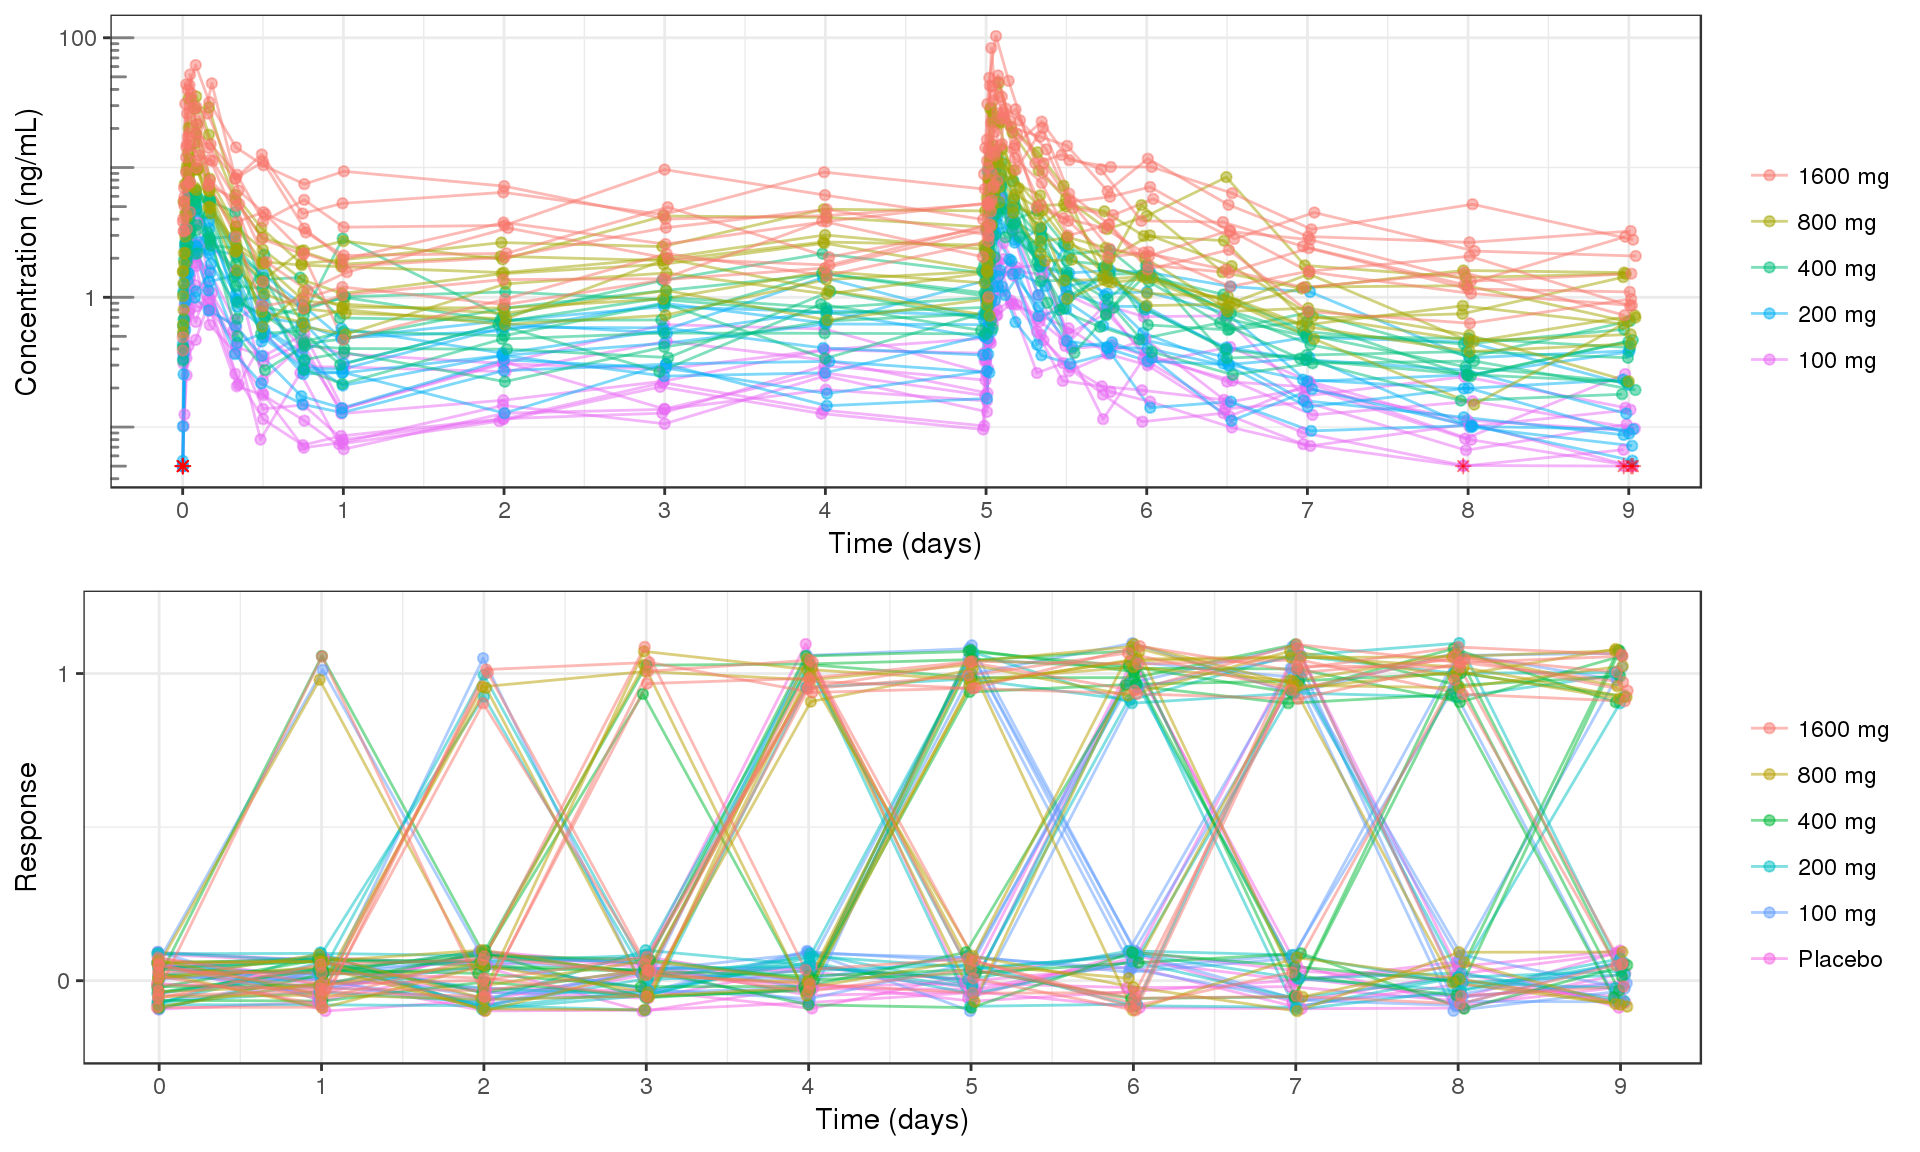 100
1
Concentration (ng/mL)
0 1 2 3 4 5 6 7 8 9
Time (days)
1600 mg
800 mg
400 mg
200 mg
100 mg
1
0
Response
0 1 2 3 4 5 6 7 8 9
Time (days)
1600 mg
800 mg
400 mg
200 mg
100 mg
Placebo